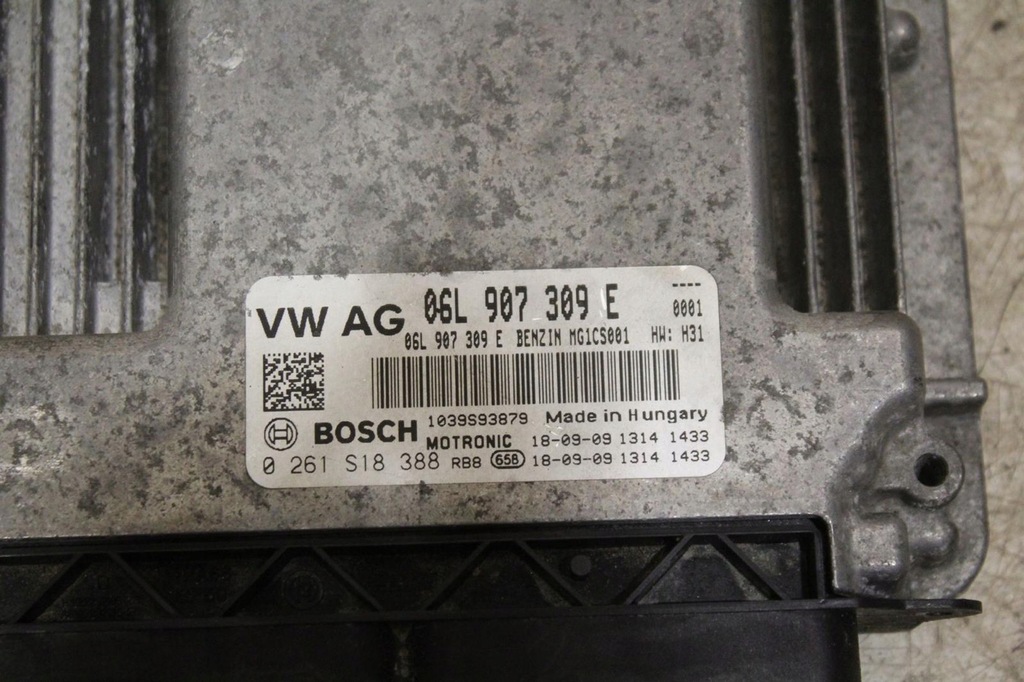 VW AG 06L 907 309 E ----
0001
06L 907 309 E BENZIN MG1CS001 HW: H31
1039S93879 Made in Hungary
BOSCH MOTRONIC 18-09-09 1314 1433
0 261 S18 388 RB8 658 18-09-09 1314 1433